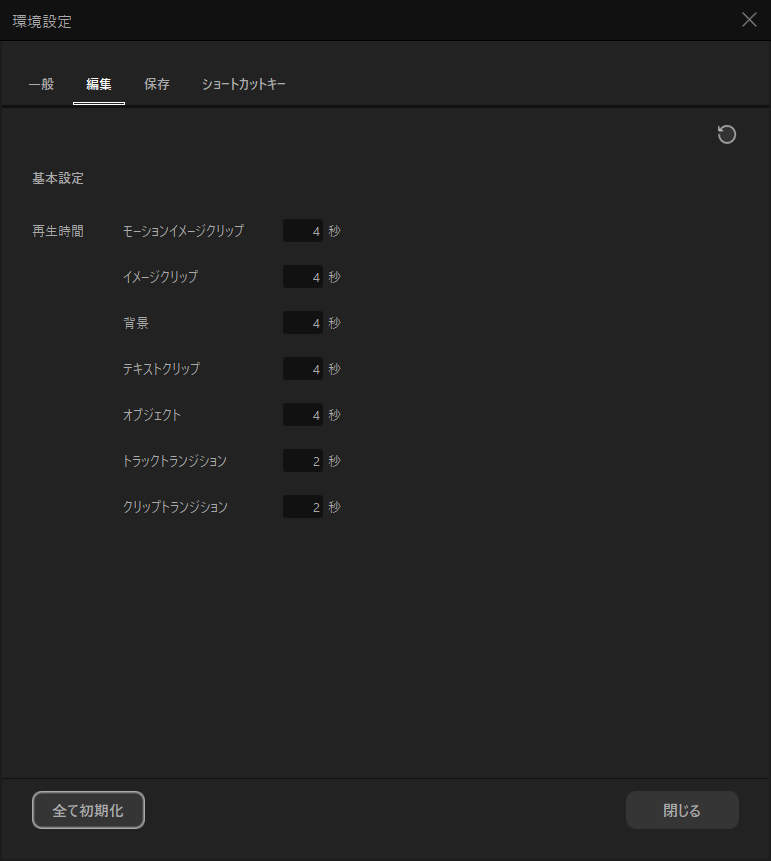 環境設定
一般 編集 保存 ショートカットキー
基本設定
再生時間 モーションイメージクリップ 4 秒
イメージクリップ 4 秒
背景 4 秒
テキストクリップ 4 秒
オブジェクト 4 秒
トラックトランジション 2 秒
クリップトランジション 2 秒
全て初期化 閉じる